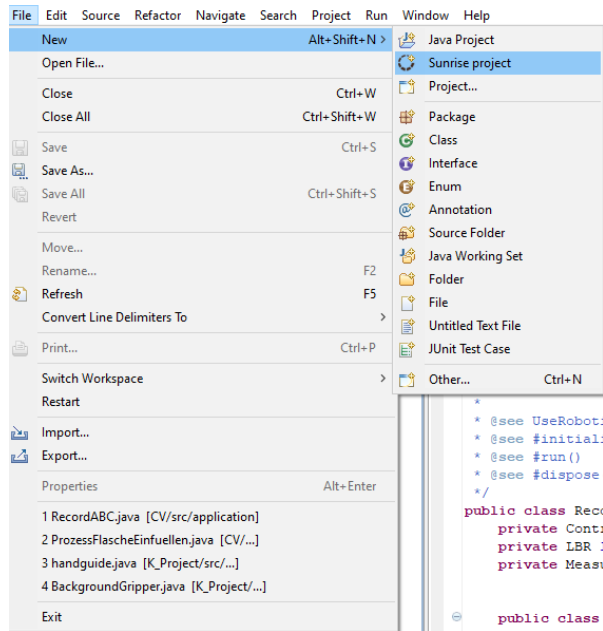 File Edit Source Refactor Navigate Search Project Run Window Help
New Alt+Shift+N >
Open File...
Close Ctrl+W
Close All Ctrl+Shift+W
Save Ctrl+S
Save As...
Save All Ctrl+Shift+S
Revert
Move...
Rename... F2
Refresh F5
Convert Line Delimiters To >
Print... Ctrl+P
Switch Workspace >
Restart
Import...
Export...
Properties Alt+Enter
1 RecordABC.java [CV/src/application]
2 ProzessFlascheEinfuellen.java [CV/...]
3 handguide.java [K_Project/src/...]
4 BackgroundGripper.java [K_Project/...]
Exit
Java Project
Sunrise project
Project...
Package
Class
Interface
Enum
Annotation
Source Folder
Java Working Set
Folder
File
Untitled Text File
JUnit Test Case
Other... Ctrl+N
*
* @see UseRoboti
* @see #initiali
* @see #run()
* @see #dispose
*/
public class Reco
private Contr
private LBR
private Measu
public class